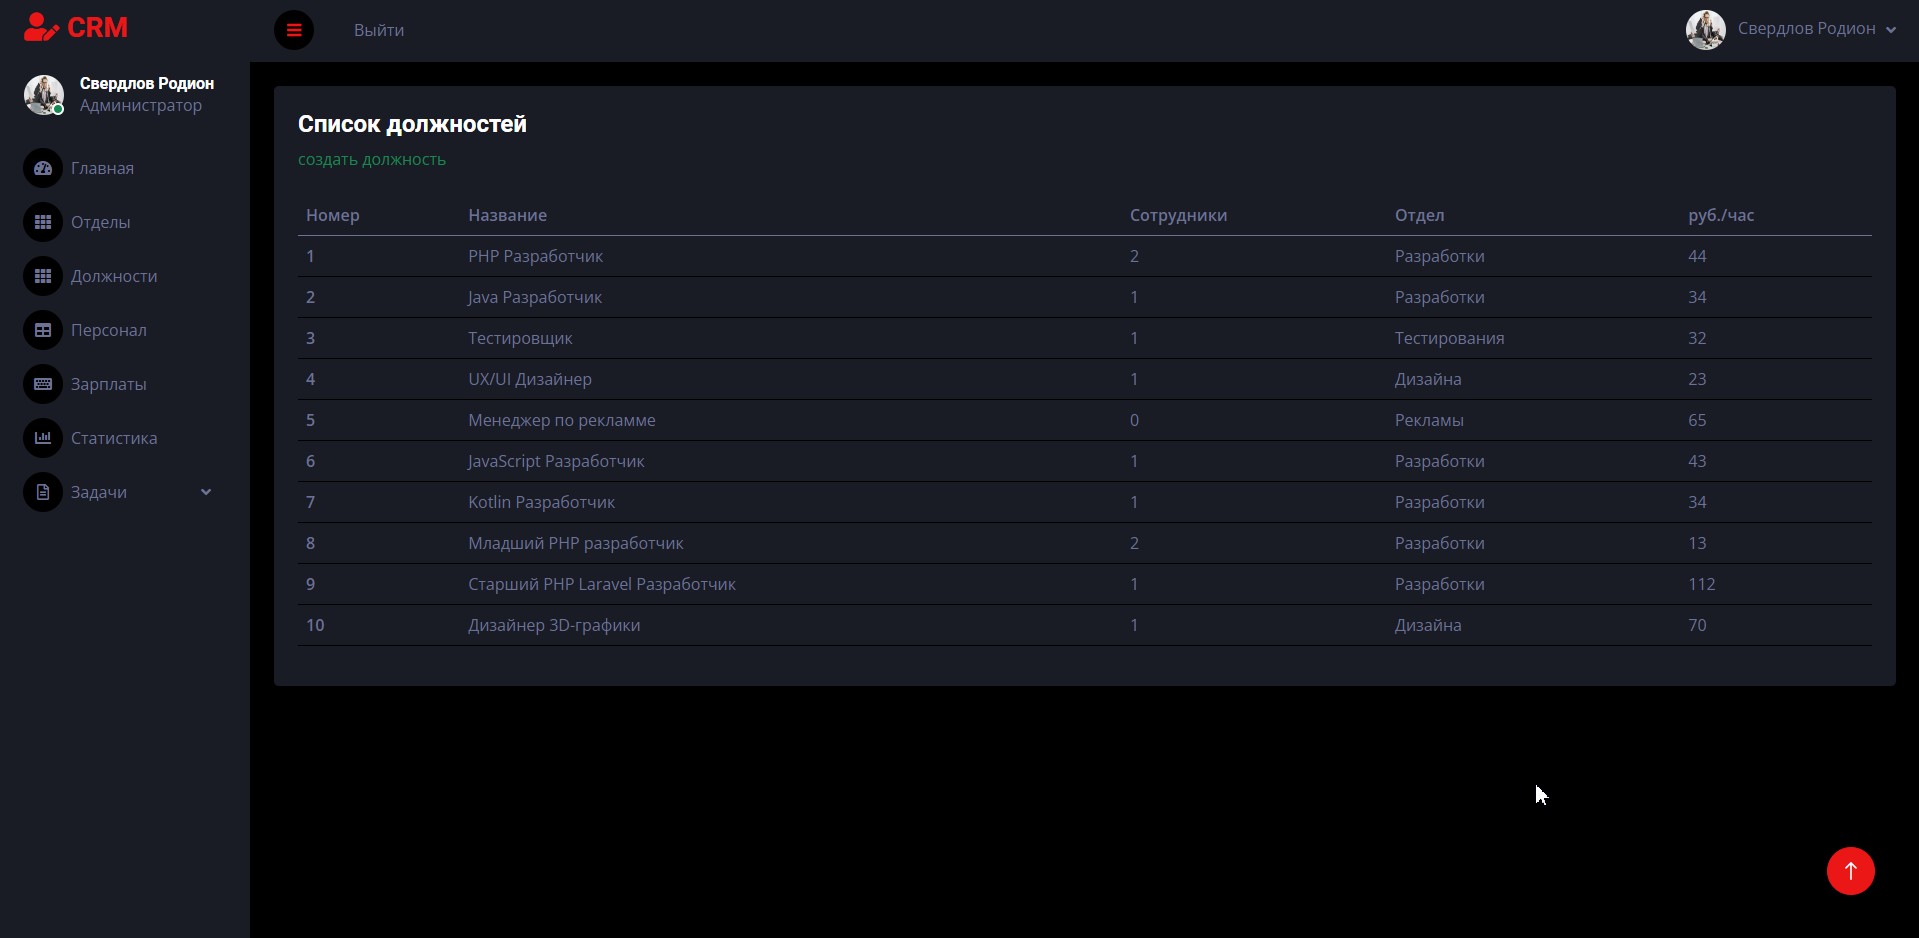 CRM
Выйти
Свердлов Родион
Свердлов Родион
Администратор
Главная
Отделы
Должности
Персонал
Зарплаты
Статистика
Задачи
Список должностей
создать должность
Номер Название Сотрудники Отдел руб./час
1 PHP Разработчик 2 Разработки 44
2 Java Разработчик 1 Разработки 34
3 Тестировщик 1 Тестирования 32
4 UX/UI Дизайнер 1 Дизайна 23
5 Менеджер по рекламме 0 Рекламы 65
6 JavaScript Разработчик 1 Разработки 43
7 Kotlin Разработчик 1 Разработки 34
8 Младший PHP разработчик 2 Разработки 13
9 Старший PHP Laravel Разработчик 1 Разработки 112
10 Дизайнер 3D-графики 1 Дизайна 70